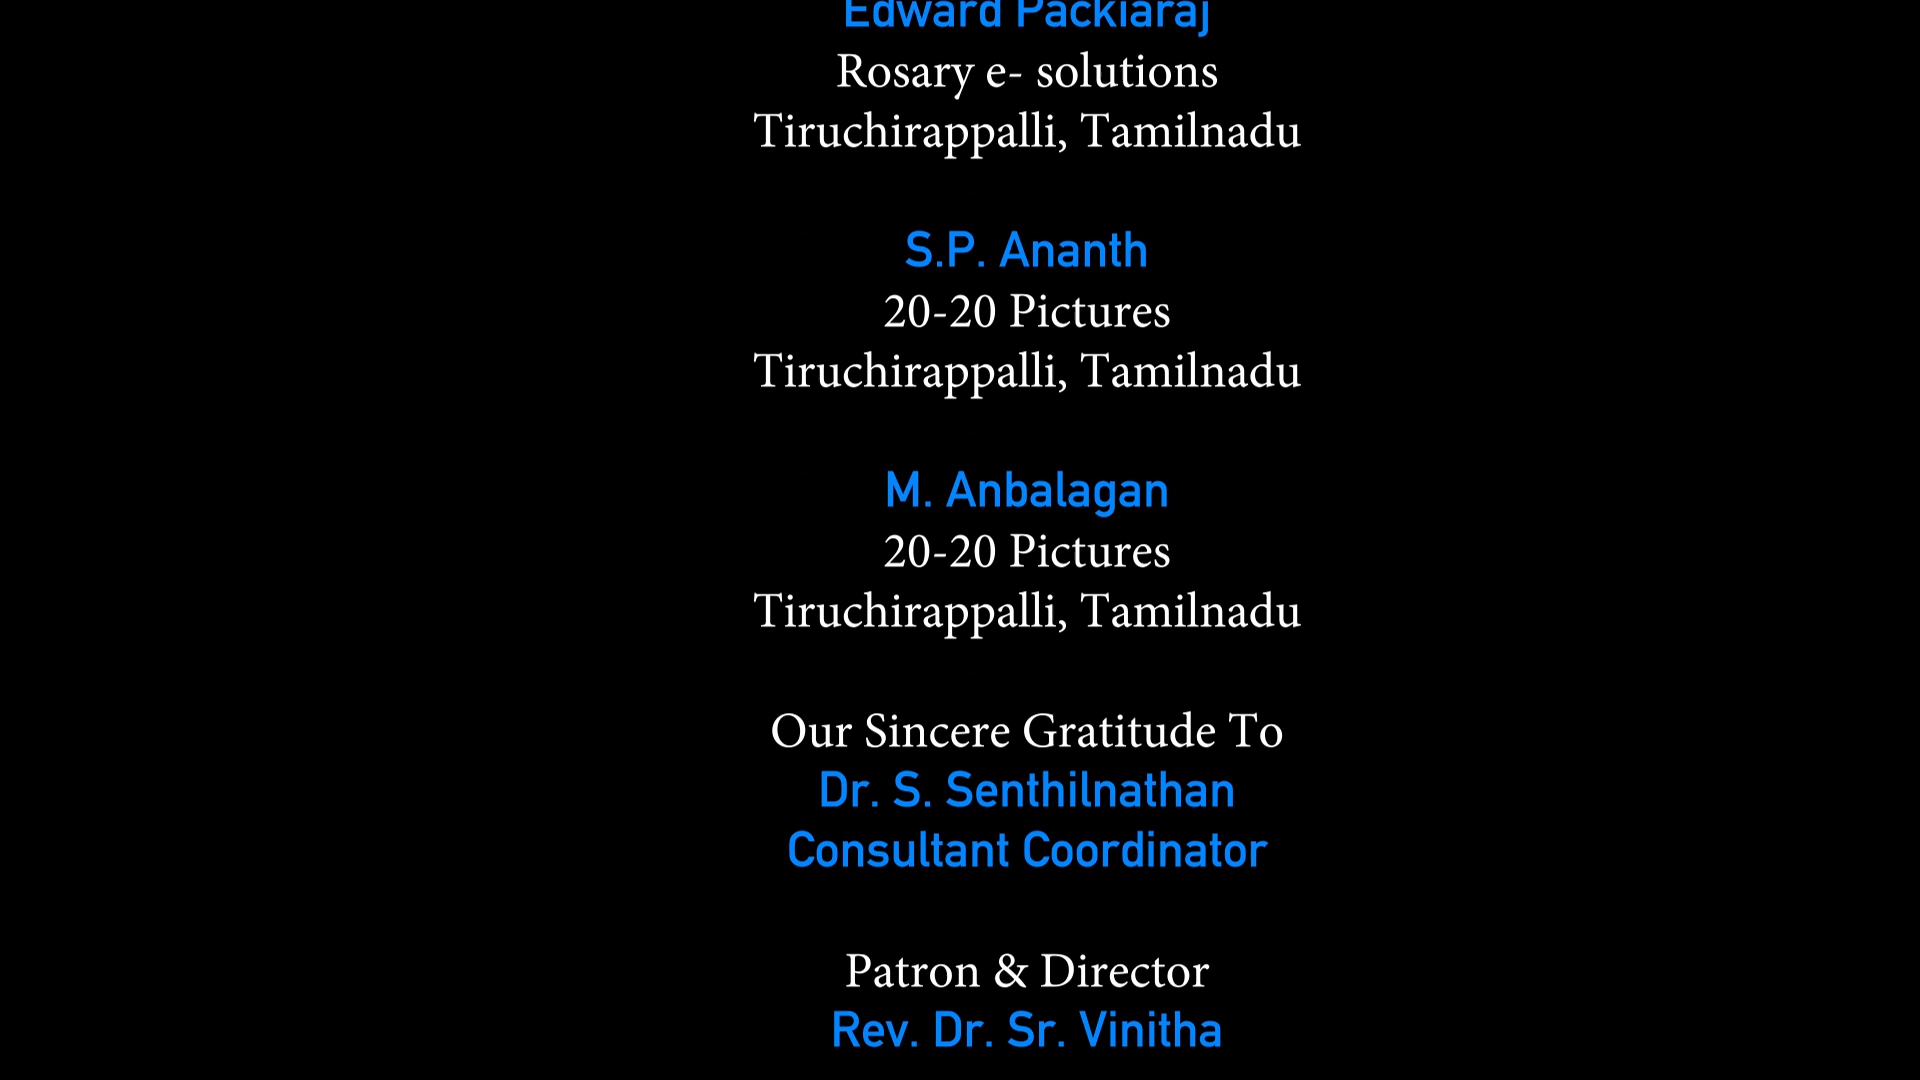 Edward Packiaraj
Rosary e- solutions
Tiruchirappalli, Tamilnadu
S.P. Ananth
20-20 Pictures
Tiruchirappalli, Tamilnadu
M. Anbalagan
20-20 Pictures
Tiruchirappalli, Tamilnadu
Our Sincere Gratitude To
Dr. S. Senthilnathan
Consultant Coordinator
Patron & Director
Rev. Dr. Sr. Vinitha